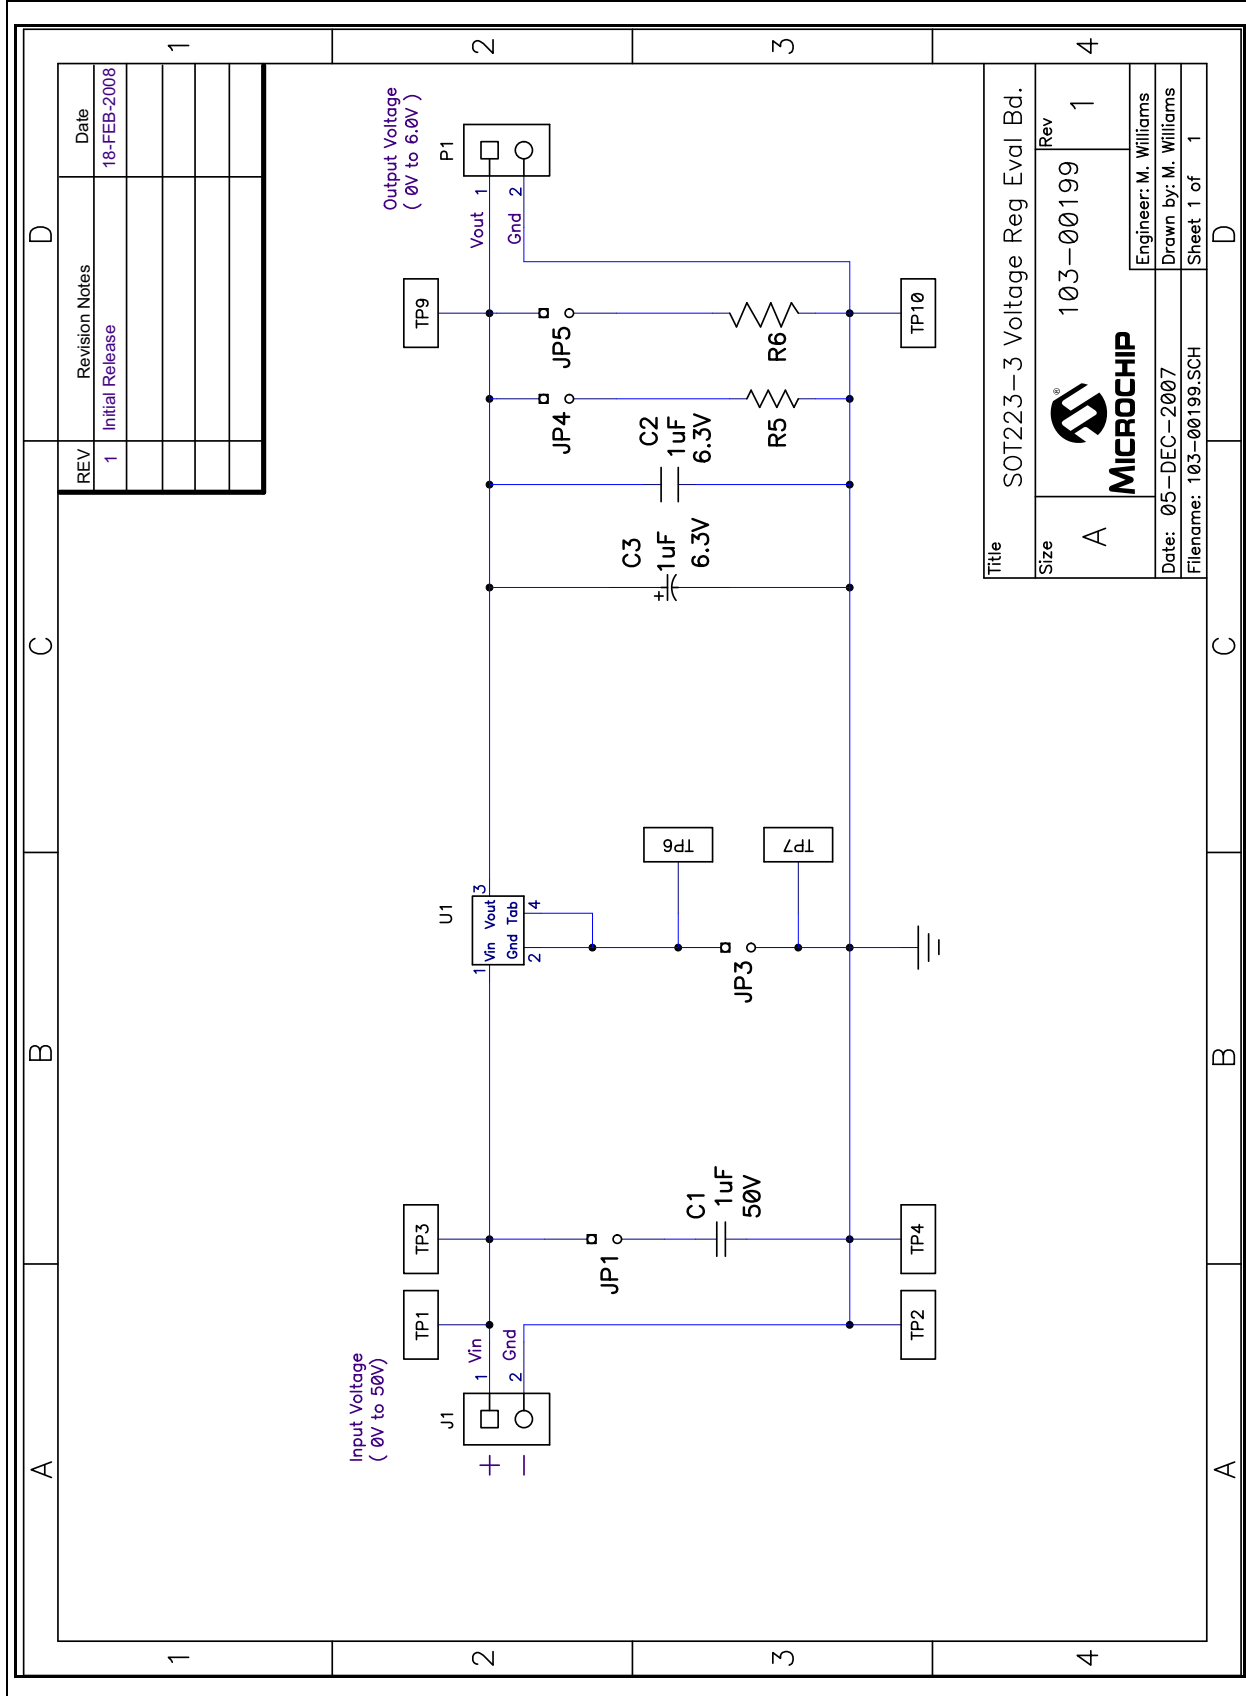 A
B
C
D
1
2
3
4
REV
Revision Notes
Date
1
Initial Release
18-FEB-2008
Input Voltage
( 0V to 50V)
Output Voltage
( 0V to 6.0V )
TP1
TP3
TP9
J1
U1
P1
+
1
Vin
1
Vin
Vout
3
Vout
1
−
2
Gnd
2
Gnd
Tab
4
Gnd
2
JP1
C1
1uF
50V
JP3
TP6
TP7
C3
1uF
6.3V
C2
1uF
6.3V
JP4
R5
JP5
R6
TP2
TP4
TP10
Title
SOT223-3 Voltage Reg Eval Bd.
Size
A
MICROCHIP
®
103-00199
Rev
1
Date: 05-DEC-2007
Engineer: M. Williams
Drawn by: M. Williams
Filename: 103-00199.SCH
Sheet 1 of 1
1
2
3
4
A
B
C
D